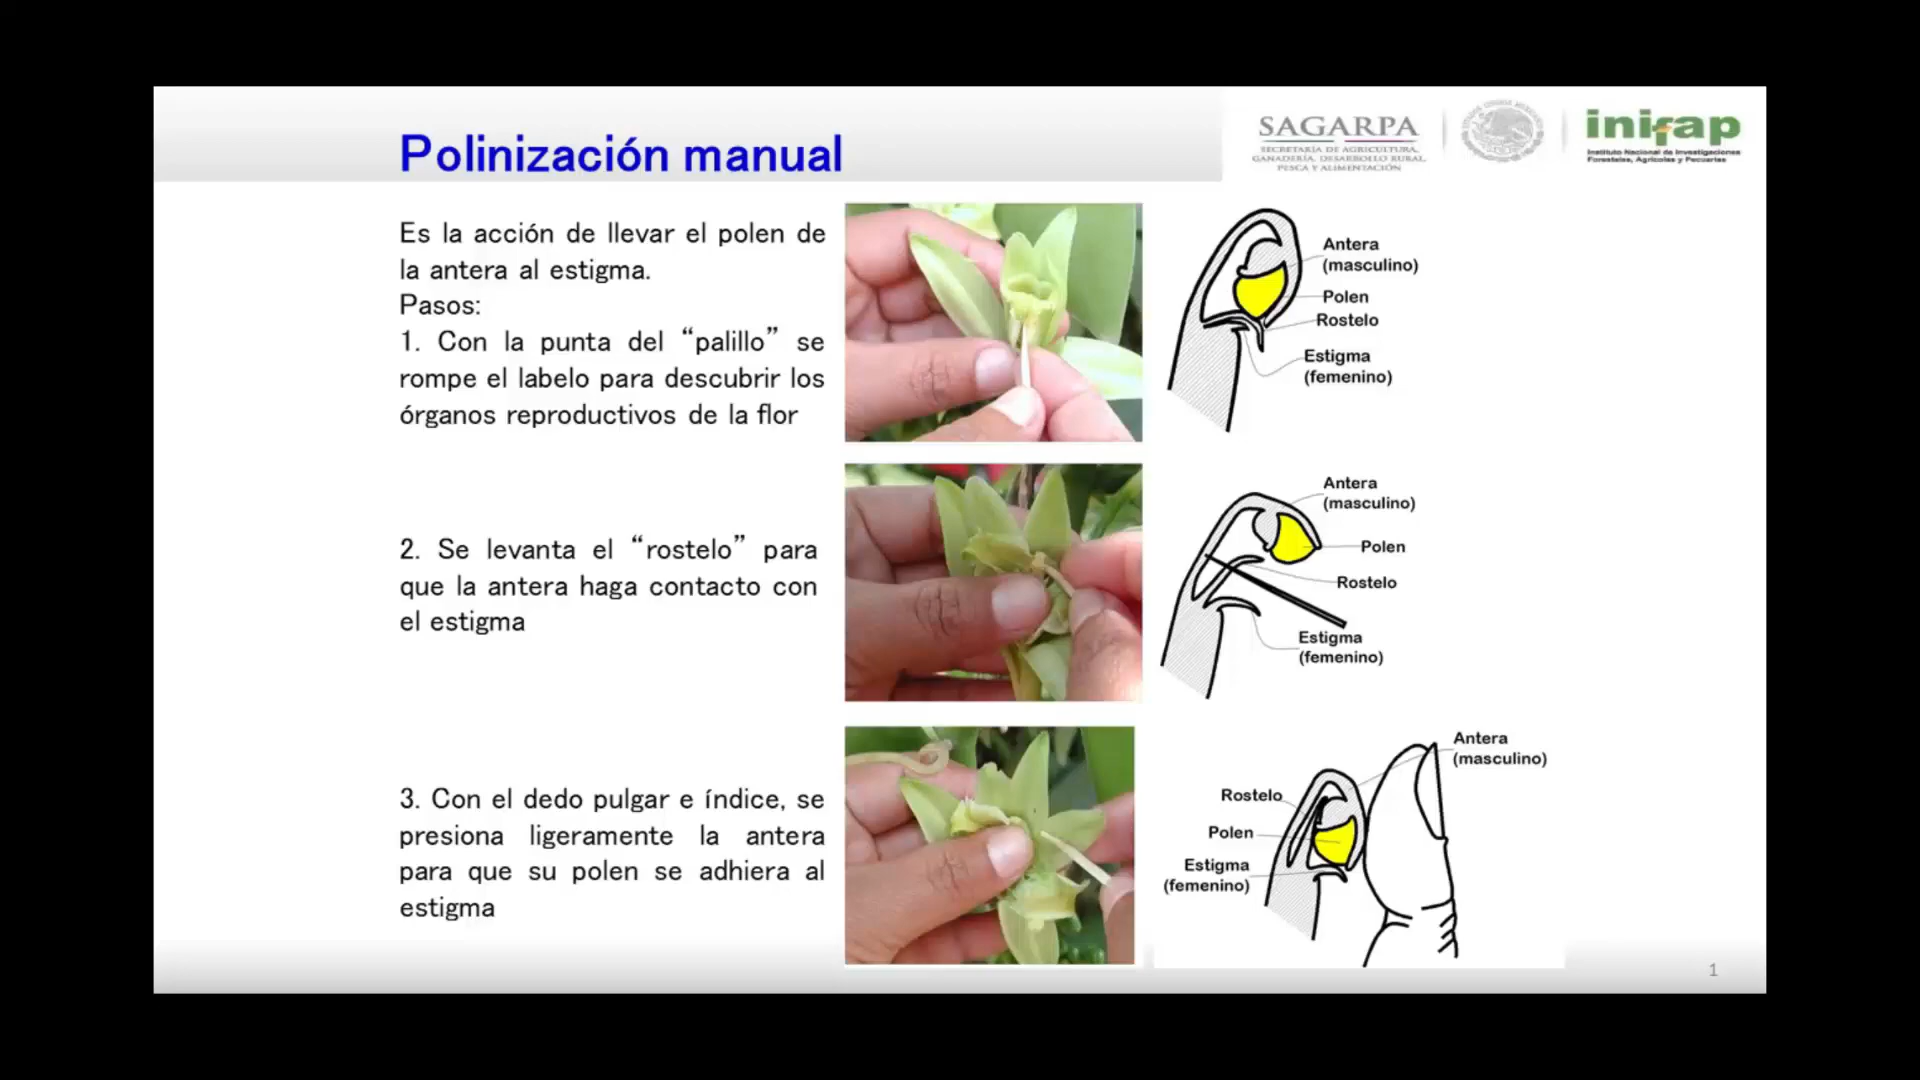 Polinización manual
SAGARPA
SECRETARÍA DE AGRICULTURA,
GANADERÍA, DESARROLLO RURAL,
PESCA Y ALIMENTACIÓN
inifap
Instituto Nacional de Investigaciones
Forestales, Agrícolas y Pecuarias
Es la acción de llevar el polen de
la antera al estigma.
Pasos:
1. Con la punta del “palillo” se
rompe el labelo para descubrir los
órganos reproductivos de la flor
Antera
(masculino)
Polen
Rostelo
Estigma
(femenino)
2. Se levanta el “rostelo” para
que la antera haga contacto con
el estigma
Antera
(masculino)
Polen
Rostelo
Estigma
(femenino)
3. Con el dedo pulgar e índice, se
presiona ligeramente la antera
para que su polen se adhiera al
estigma
Antera
(masculino)
Rostelo
Polen
Estigma
(femenino)
1